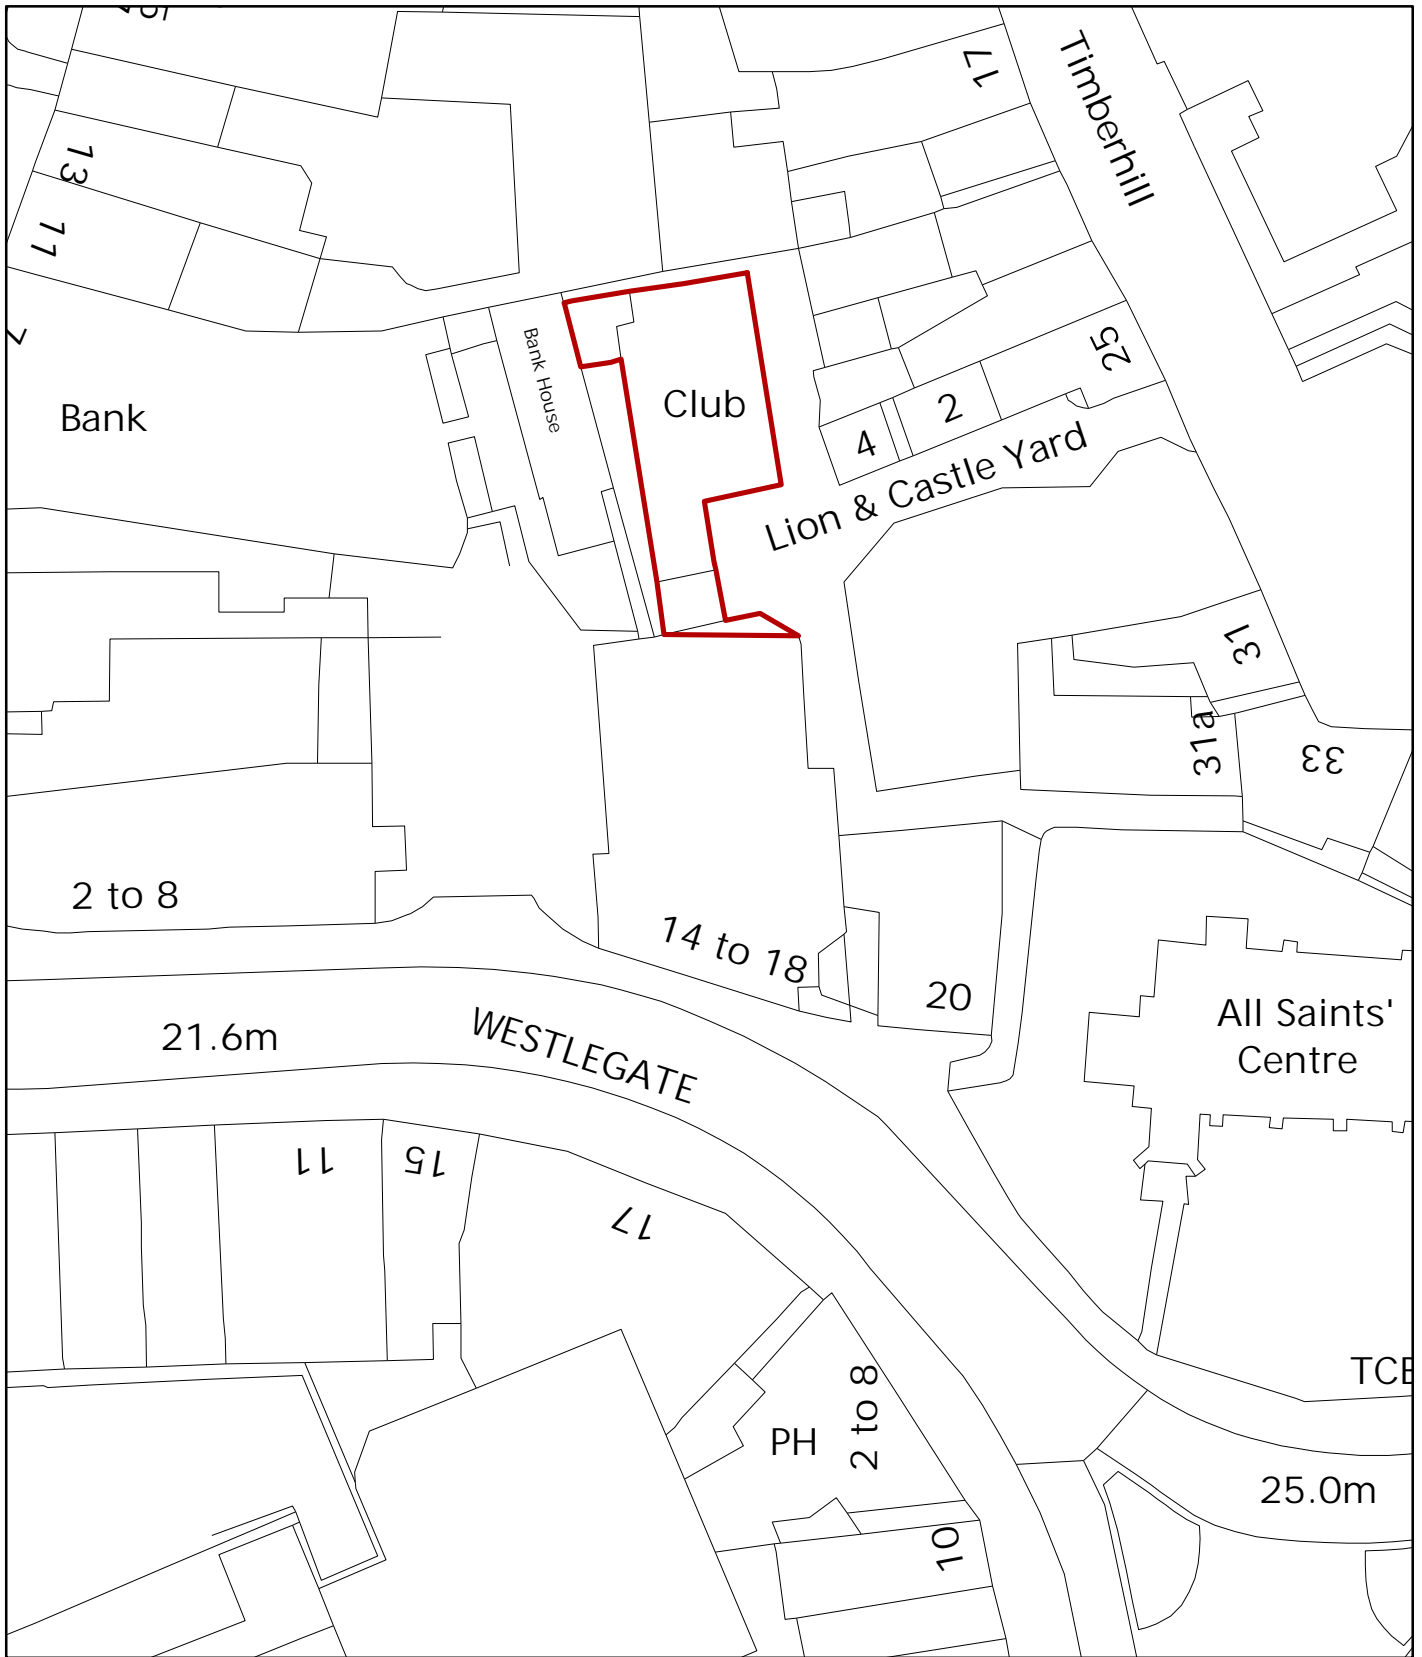 17
Timberhill
13
11
7
Bank
Bank House
Club
25
2
4
Lion & Castle Yard
31
31a
33
2 to 8
14 to 18
20
All Saints'
Centre
21.6m
WESTLEGATE
11
15
17
2 to 8
PH
10
25.0m